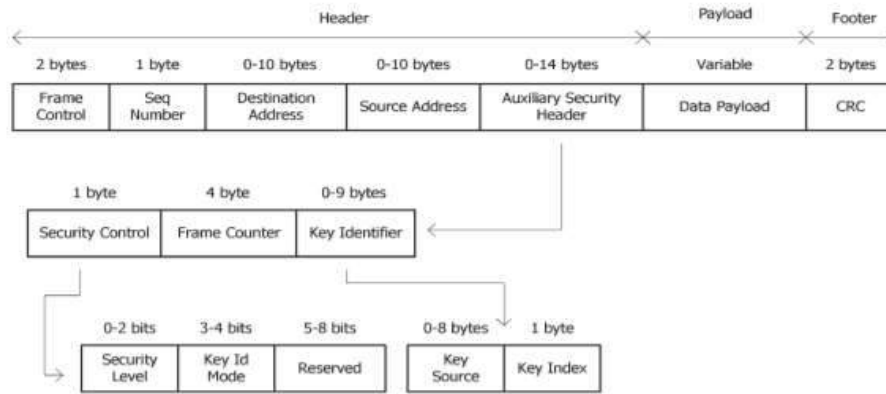 Header Payload Footer
2 bytes 1 byte 0-10 bytes 0-10 bytes 0-14 bytes Variable 2 bytes
Frame Seq Destination Auxiliary Security
Control Number Address Source Address Header Data Payload CRC
1 byte 4 byte 0-9 bytes
Security Control Frame Counter Key Identifier
0-2 bits 3-4 bits 5-8 bits 0-8 bytes 1 byte
Security Key Id Reserved Key Key Index
Level Mode Source